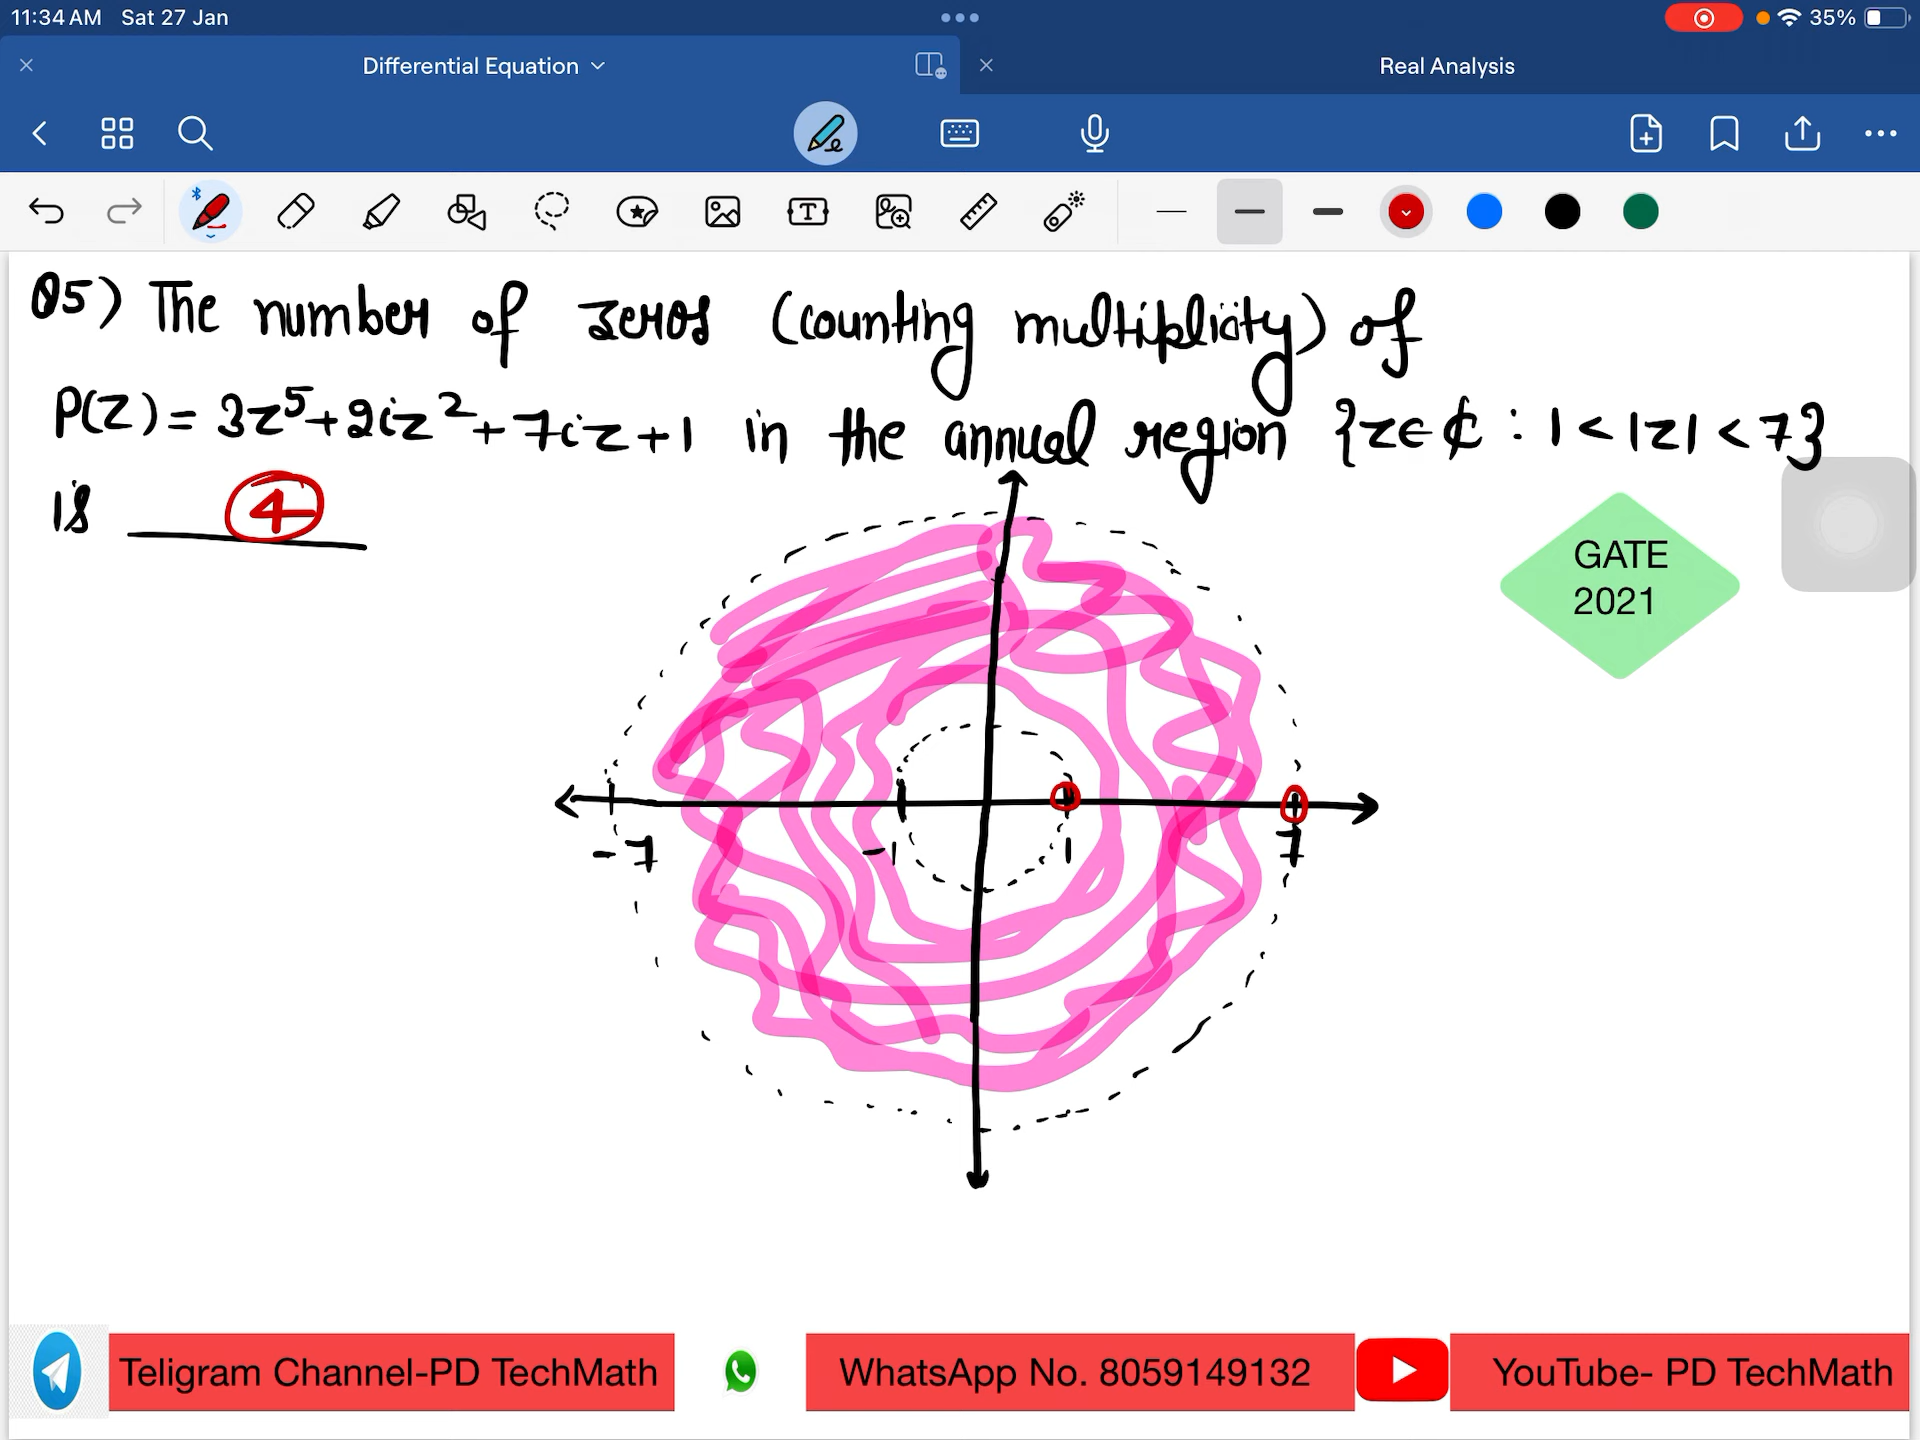 11:34 AM Sat 27 Jan
35%
Differential Equation
Real Analysis
Q5) The number of zeros (counting multiplicity) of
P(Z) = 3z⁵+2iz²+7iz+1 in the annual region {z∈ ₵ : 1<|z|<7}
is 4
GATE
2021
-7 -1 1 7
Teligram Channel-PD TechMath
WhatsApp No. 8059149132
YouTube- PD TechMath